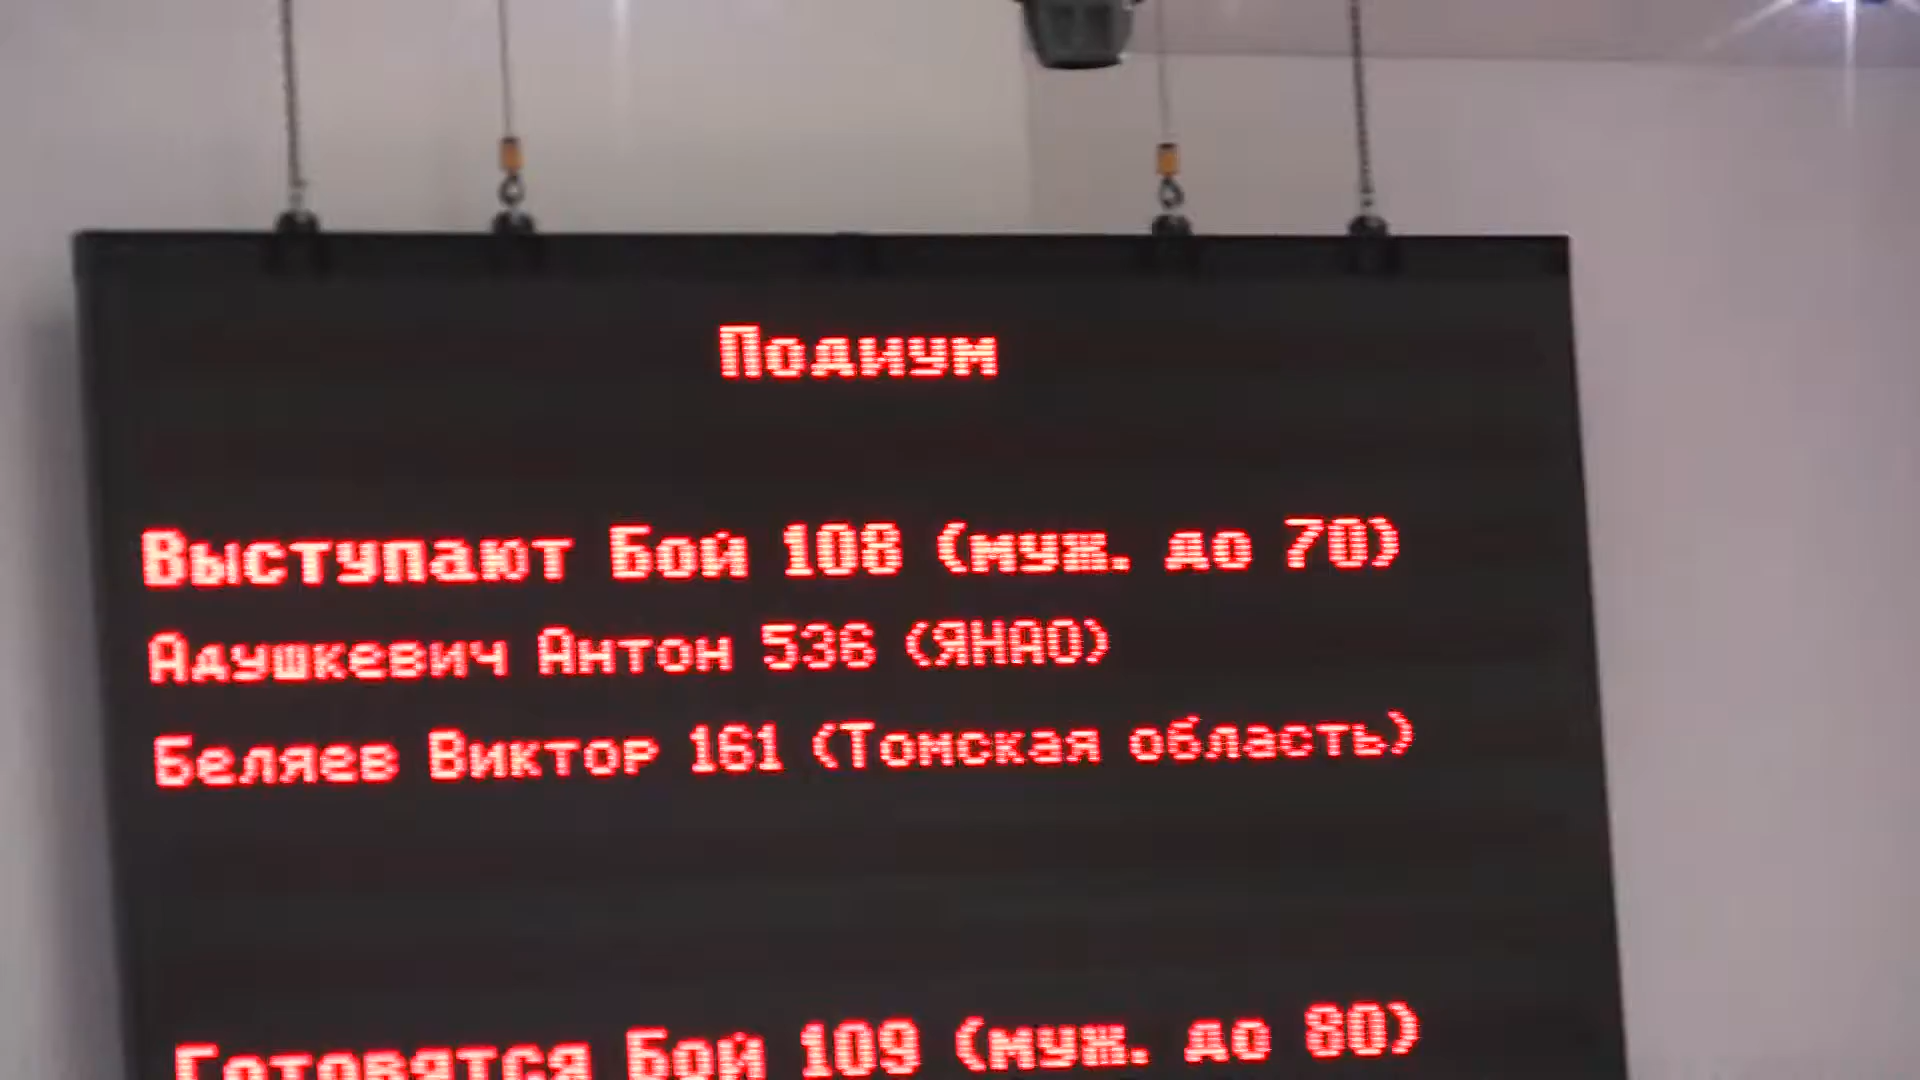 Подиум
Выступают Бой 108 (муж. до 70)
Адушкевич Антон 536 (ЯНАО)
Беляев Виктор 161 (Томская область)
Готовятся Бой 109 (муж. до 80)